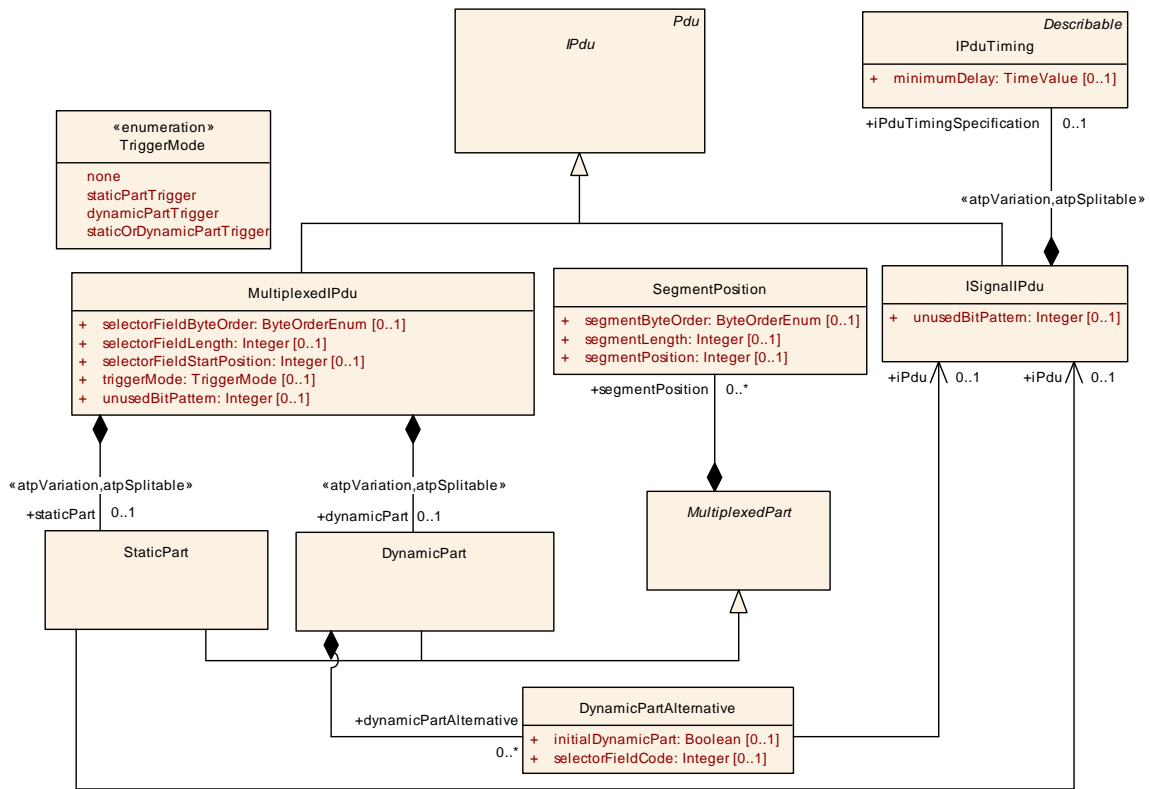 Pdu
IPdu
Describable
IPduTiming
+ minimumDelay: TimeValue [0..1]
+iPduTimingSpecification 0..1
«enumeration»
TriggerMode
none
staticPartTrigger
dynamicPartTrigger
staticOrDynamicPartTrigger
«atpVariation,atpSplitable»
MultiplexedIPdu
+ selectorFieldByteOrder: ByteOrderEnum [0..1]
+ selectorFieldLength: Integer [0..1]
+ selectorFieldStartPosition: Integer [0..1]
+ triggerMode: TriggerMode [0..1]
+ unusedBitPattern: Integer [0..1]
SegmentPosition
+ segmentByteOrder: ByteOrderEnum [0..1]
+ segmentLength: Integer [0..1]
+ segmentPosition: Integer [0..1]
ISignalIPdu
+ unusedBitPattern: Integer [0..1]
+segmentPosition 0..*
+iPdu 0..1
+iPdu 0..1
«atpVariation,atpSplitable»
+staticPart 0..1
«atpVariation,atpSplitable»
+dynamicPart 0..1
MultiplexedPart
StaticPart
DynamicPart
+dynamicPartAlternative
0..*
DynamicPartAlternative
+ initialDynamicPart: Boolean [0..1]
+ selectorFieldCode: Integer [0..1]